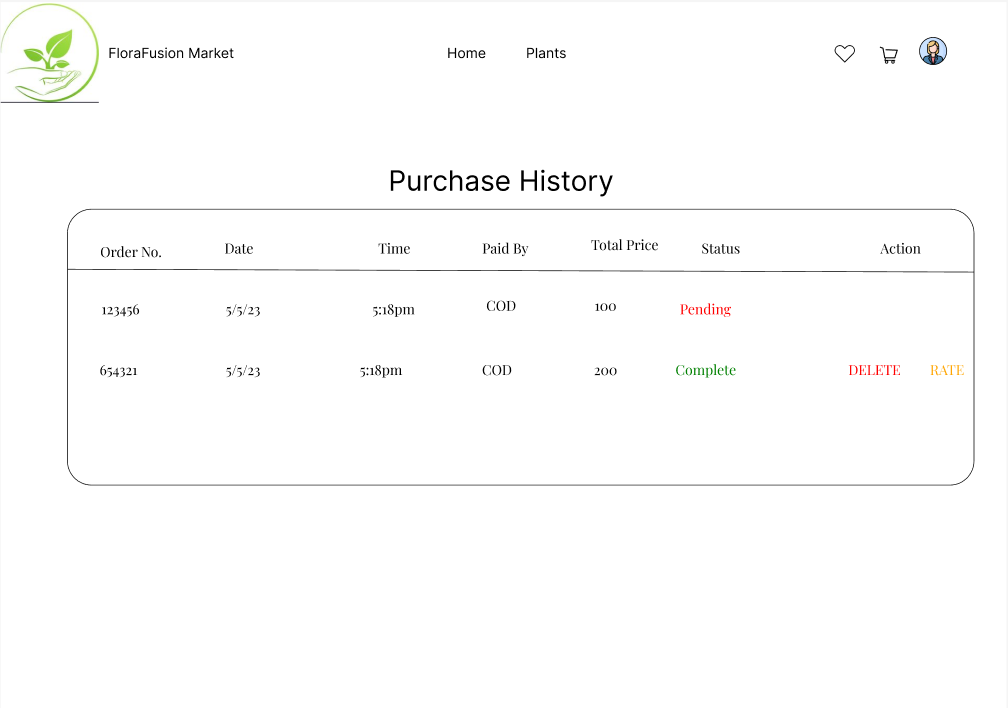 FloraFusion Market Home Plants
Purchase History
Order No. Date Time Paid By Total Price Status Action
123456 5/5/23 5:18pm COD 100 Pending
654321 5/5/23 5:18pm COD 200 Complete DELETE RATE